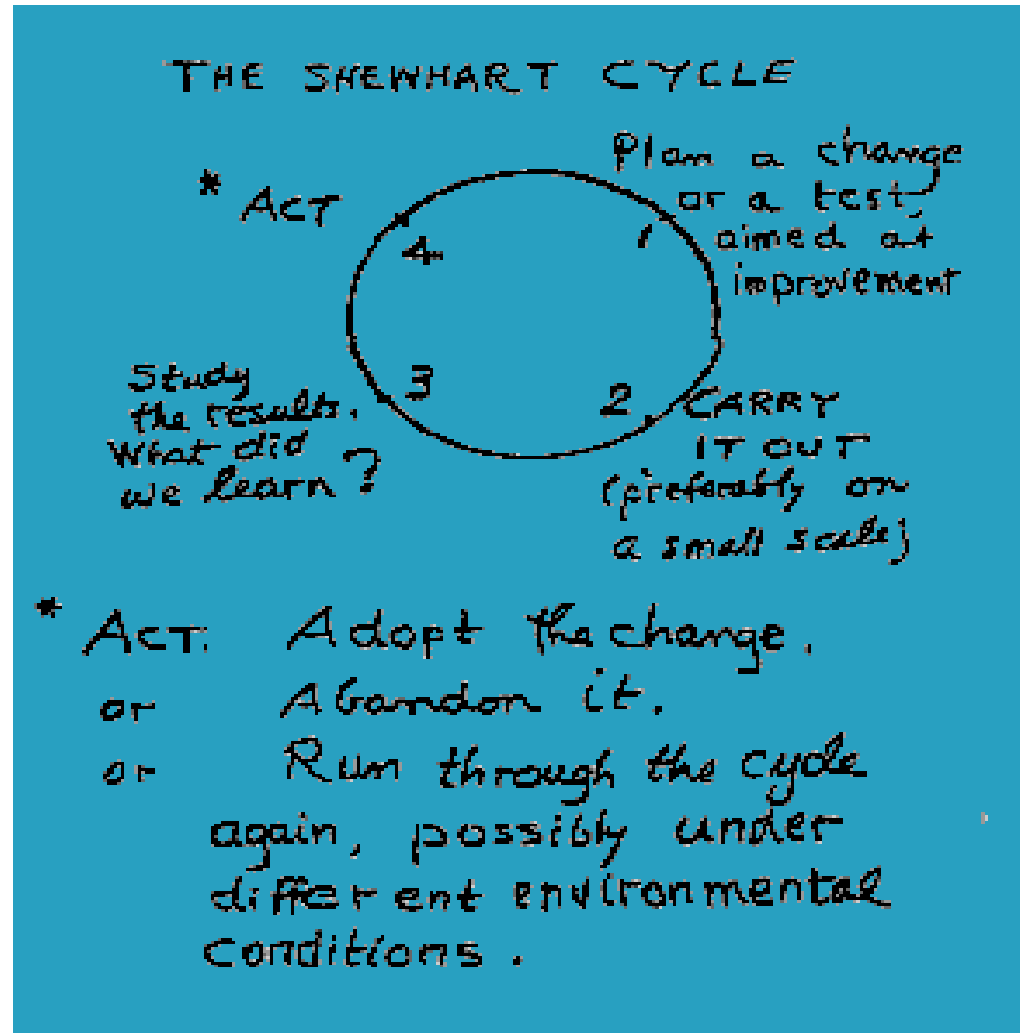 THE SHEWHART CYCLE
* ACT
4
Plan a change
or a test,
aimed at
improvement
1
Study
the results.
What did
we learn?
3
2
CARRY
IT OUT
(preferably on
a small scale)
* ACT. Adopt the change.
or Abandon it.
or Run through the cycle
again, possibly under
different environmental
conditions.